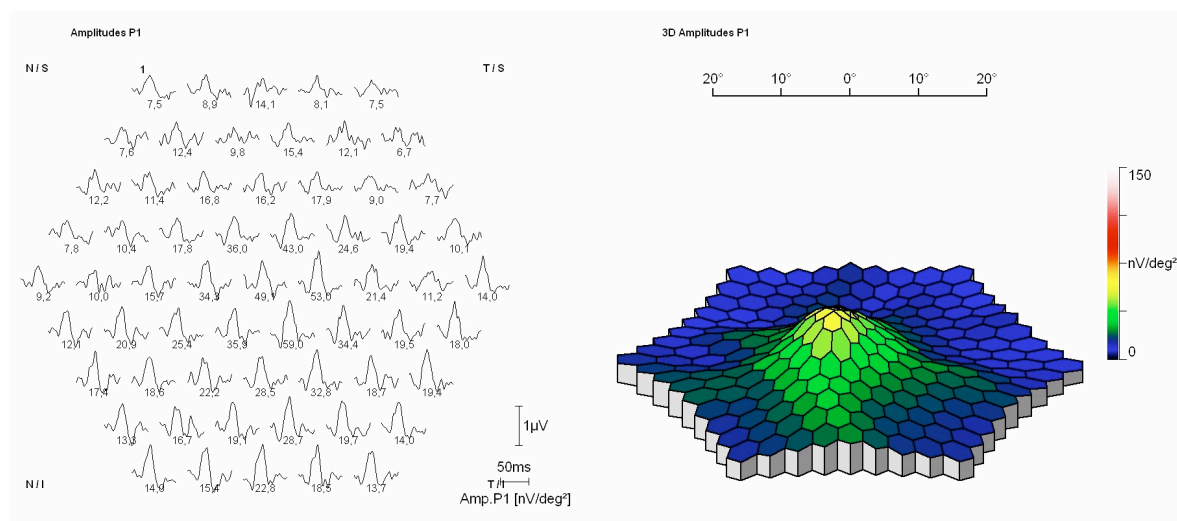 Amplitudes P1
3D Amplitudes P1
N / S
1
T / S
20°
10°
0°
10°
20°
7,5 8,9 14,1 8,1 7,5
7,6 12,4 9,8 15,4 12,1 6,7
12,2 11,4 16,8 16,2 17,9 9,0 7,7
150
7,8 10,4 17,8 36,0 43,0 24,6 19,4 10,1
nV/deg²
9,2 10,0 15,7 34,3 49,1 53,0 21,4 11,2 14,0
12,1 20,9 25,4 35,9 59,0 34,4 19,5 18,0
0
17,4 18,6 22,2 28,5 32,8 18,7 19,4
13,3 16,7 19,1 28,7 19,7 14,0
1µV
14,9 15,4 22,8 18,5 13,7
50ms
N / I
Amp.P1 [nV/deg²]